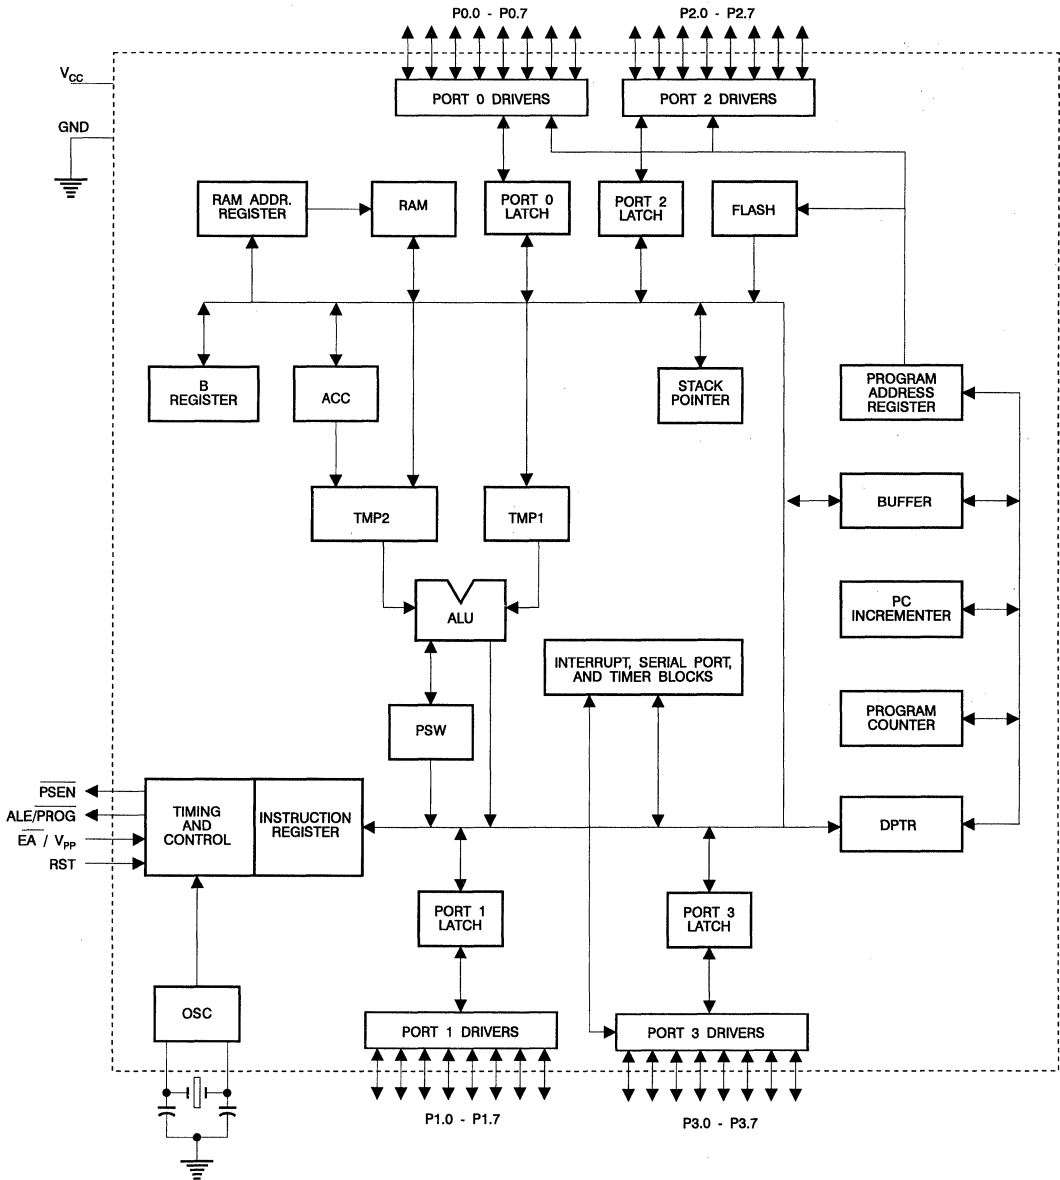 P0.0 - P0.7
P2.0 - P2.7
VCC
GND
PORT 0 DRIVERS
PORT 2 DRIVERS
RAM ADDR.
REGISTER
RAM
PORT 0
LATCH
PORT 2
LATCH
FLASH
B
REGISTER
ACC
STACK
POINTER
PROGRAM
ADDRESS
REGISTER
TMP2
TMP1
BUFFER
ALU
PC
INCREMENTER
INTERRUPT, SERIAL PORT,
AND TIMER BLOCKS
PSW
PROGRAM
COUNTER
PSEN
ALE/PROG
EA / VPP
RST
TIMING
AND
CONTROL
INSTRUCTION
REGISTER
DPTR
PORT 1
LATCH
PORT 3
LATCH
OSC
PORT 1 DRIVERS
PORT 3 DRIVERS
P1.0 - P1.7
P3.0 - P3.7